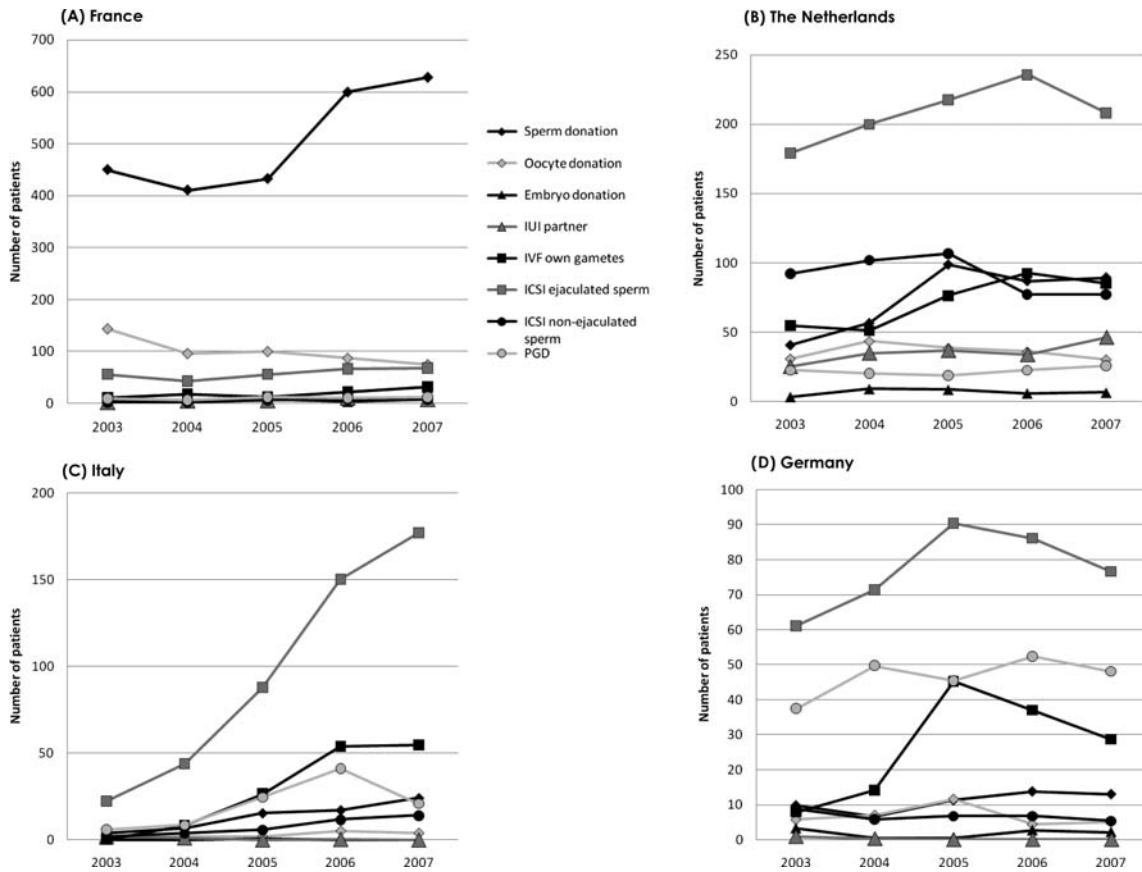 (A) France
700
600
500
400
300
200
100
0
Number of patients
2003 2004 2005 2006 2007
Sperm donation
Oocyte donation
Embryo donation
IUI partner
IVF own gametes
ICSI ejaculated sperm
ICSI non-ejaculated
sperm
PGD
(B) The Netherlands
250
200
150
100
50
0
Number of patients
2003 2004 2005 2006 2007
(C) Italy
200
150
100
50
0
Number of patients
2003 2004 2005 2006 2007
(D) Germany
100
90
80
70
60
50
40
30
20
10
0
Number of patients
2003 2004 2005 2006 2007